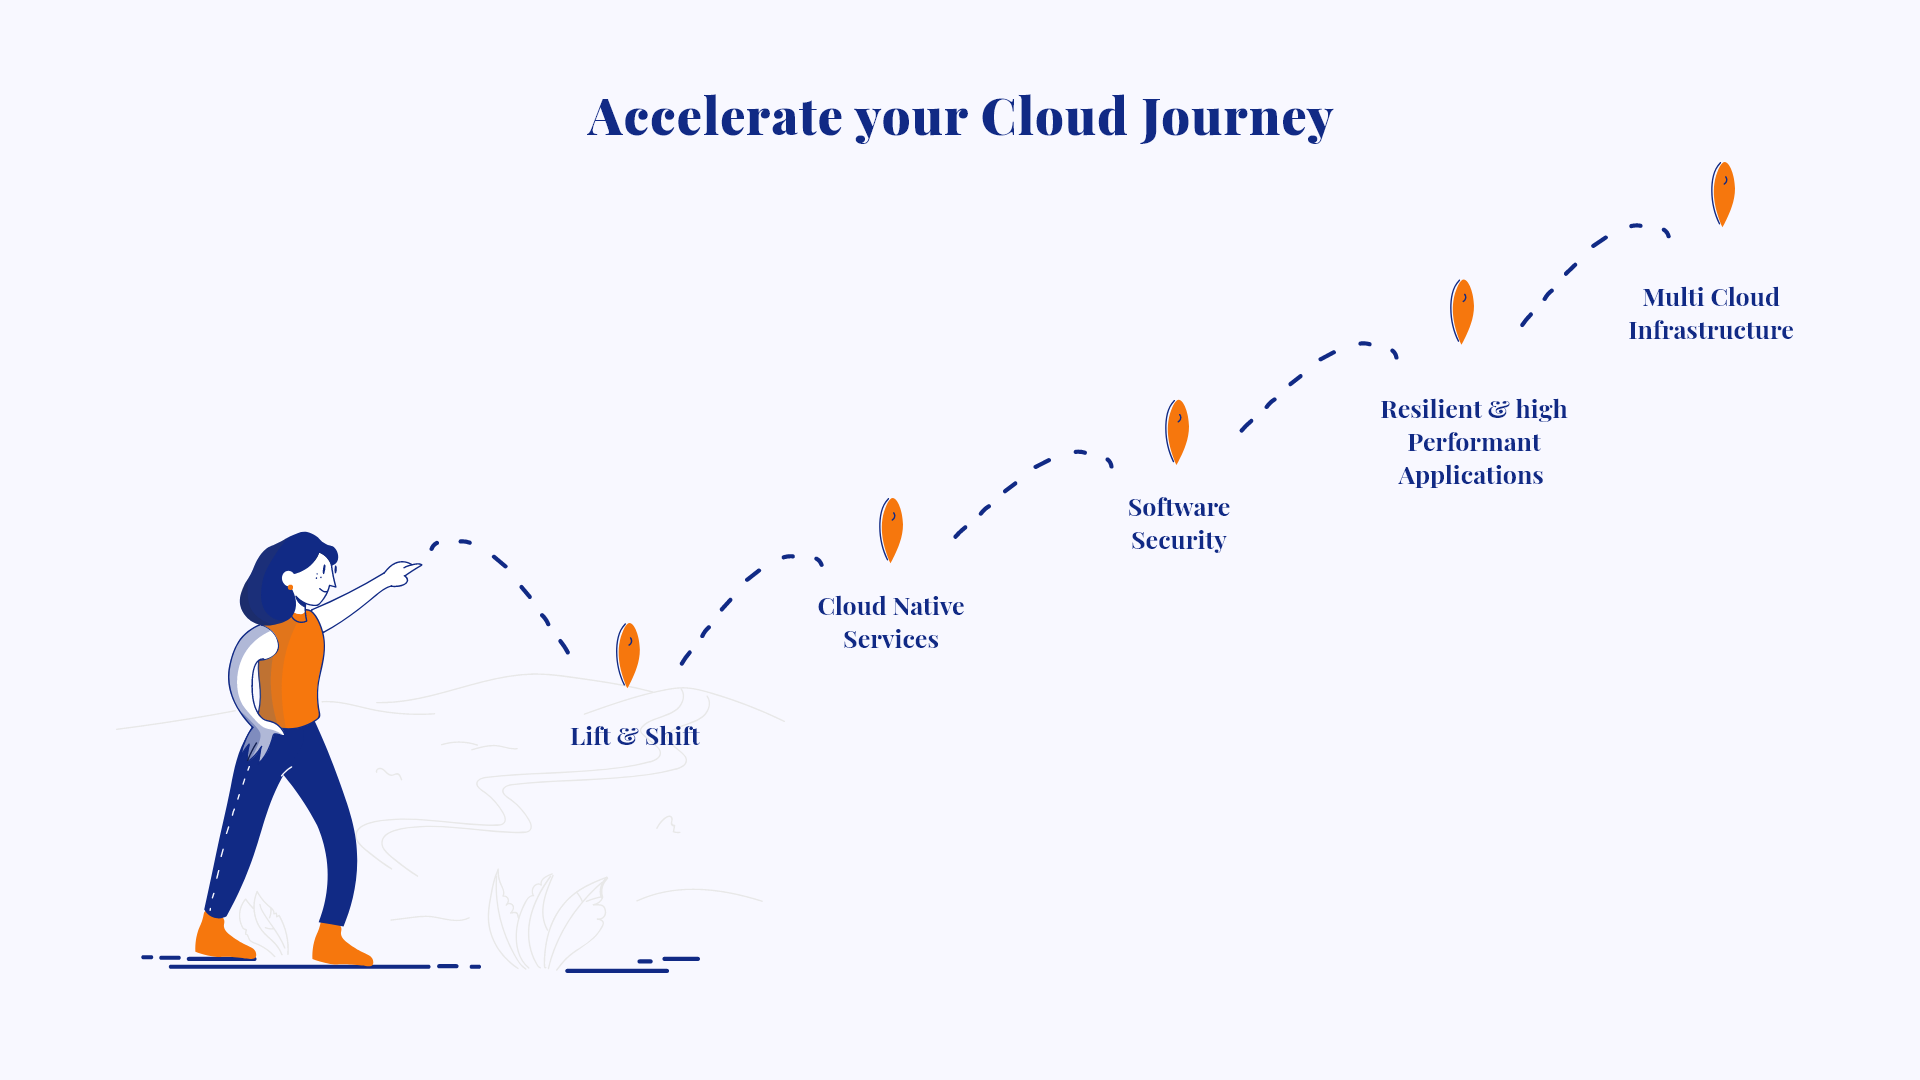 Accelerate your Cloud Journey
Lift & Shift
Cloud Native
Services
Software
Security
Resilient & high
Performant
Applications
Multi Cloud
Infrastructure